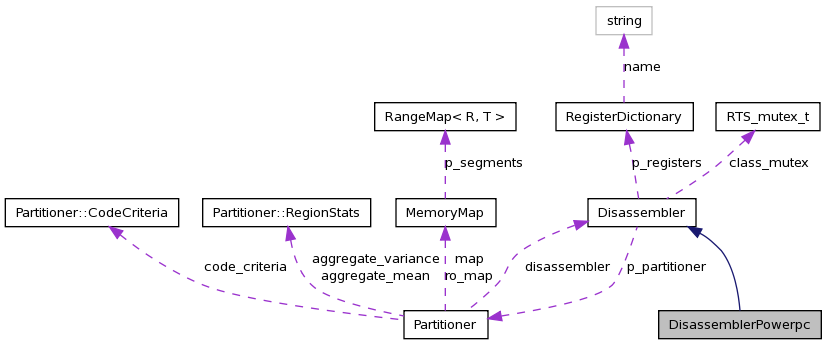 string
name
RangeMap< R, T >
RegisterDictionary
RTS_mutex_t
p_segments
p_registers
class_mutex
Partitioner::CodeCriteria
Partitioner::RegionStats
MemoryMap
Disassembler
code_criteria
aggregate_variance
aggregate_mean
map
ro_map
disassembler
p_partitioner
Partitioner
DisassemblerPowerpc